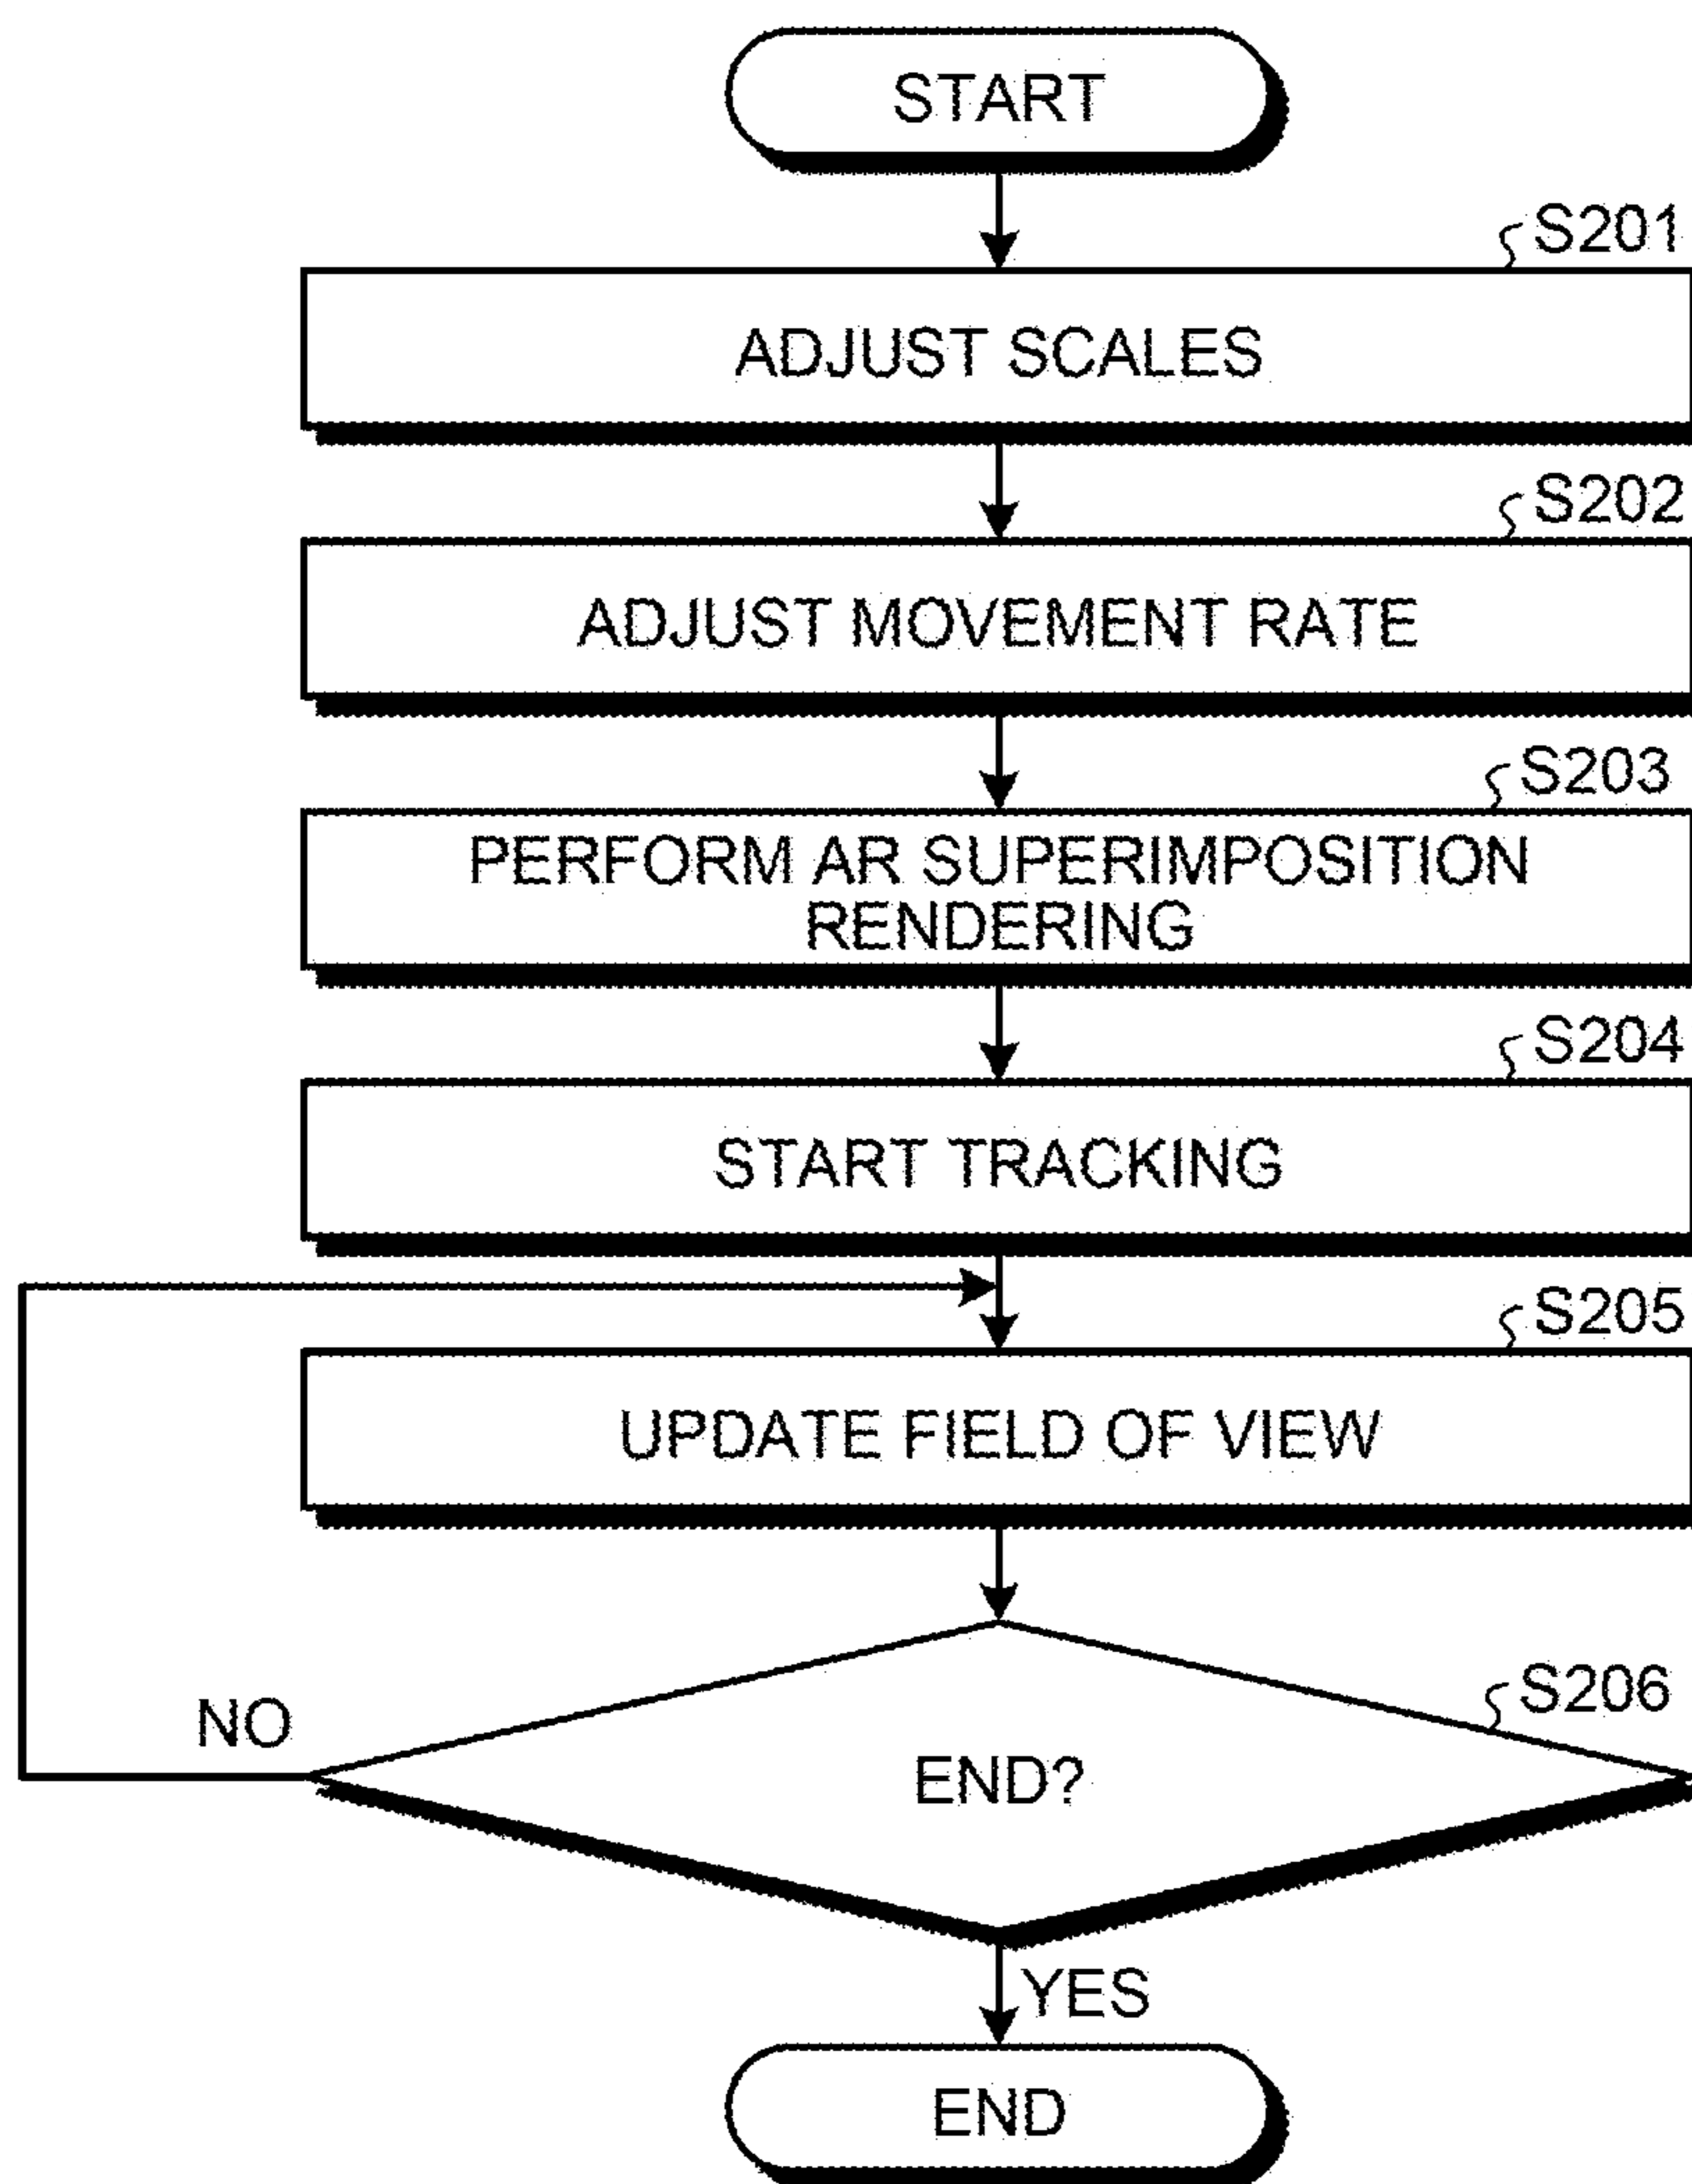 START
S201
ADJUST SCALES
S202
ADJUST MOVEMENT RATE
S203
PERFORM AR SUPERIMPOSITION
RENDERING
S204
START TRACKING
S205
UPDATE FIELD OF VIEW
S206
NO
END?
YES
END